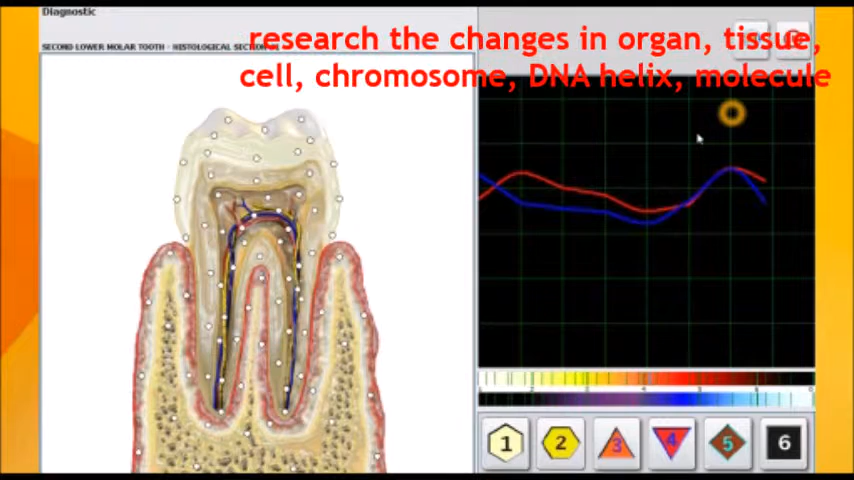 Diagnostic
research the changes in organ, tissue,
SECOND LOWER MOLAR TOOTH - HISTOLOGICAL SECTION
cell, chromosome, DNA helix, molecule
1 2 3 4 5 6